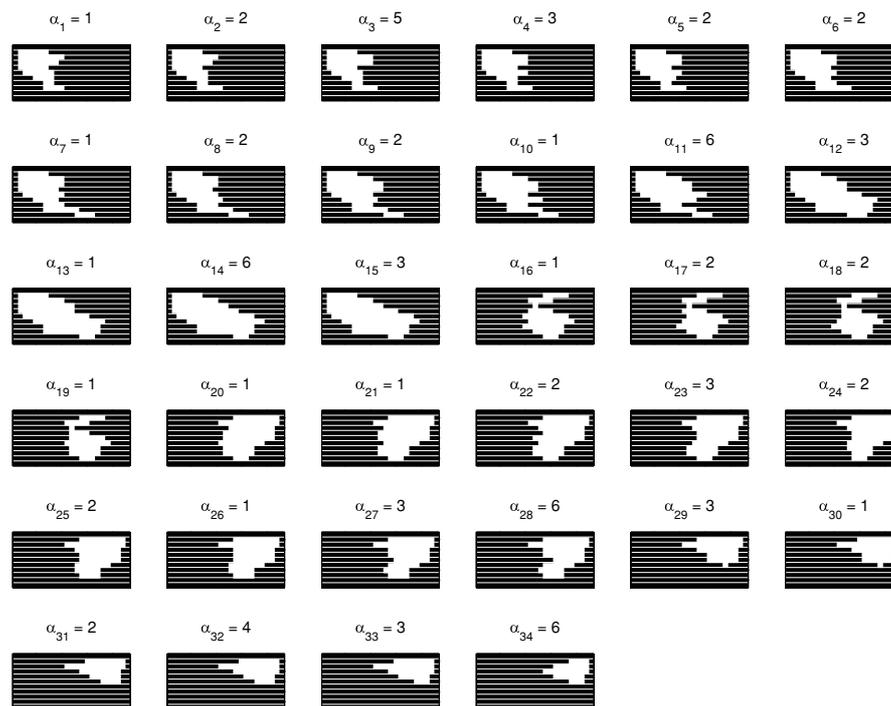 α1 = 1 α2 = 2 α3 = 5 α4 = 3 α5 = 2 α6 = 2
α7 = 1 α8 = 2 α9 = 2 α10 = 1 α11 = 6 α12 = 3
α13 = 1 α14 = 6 α15 = 3 α16 = 1 α17 = 2 α18 = 2
α19 = 1 α20 = 1 α21 = 1 α22 = 2 α23 = 3 α24 = 2
α25 = 2 α26 = 1 α27 = 3 α28 = 6 α29 = 3 α30 = 1
α31 = 2 α32 = 4 α33 = 3 α34 = 6